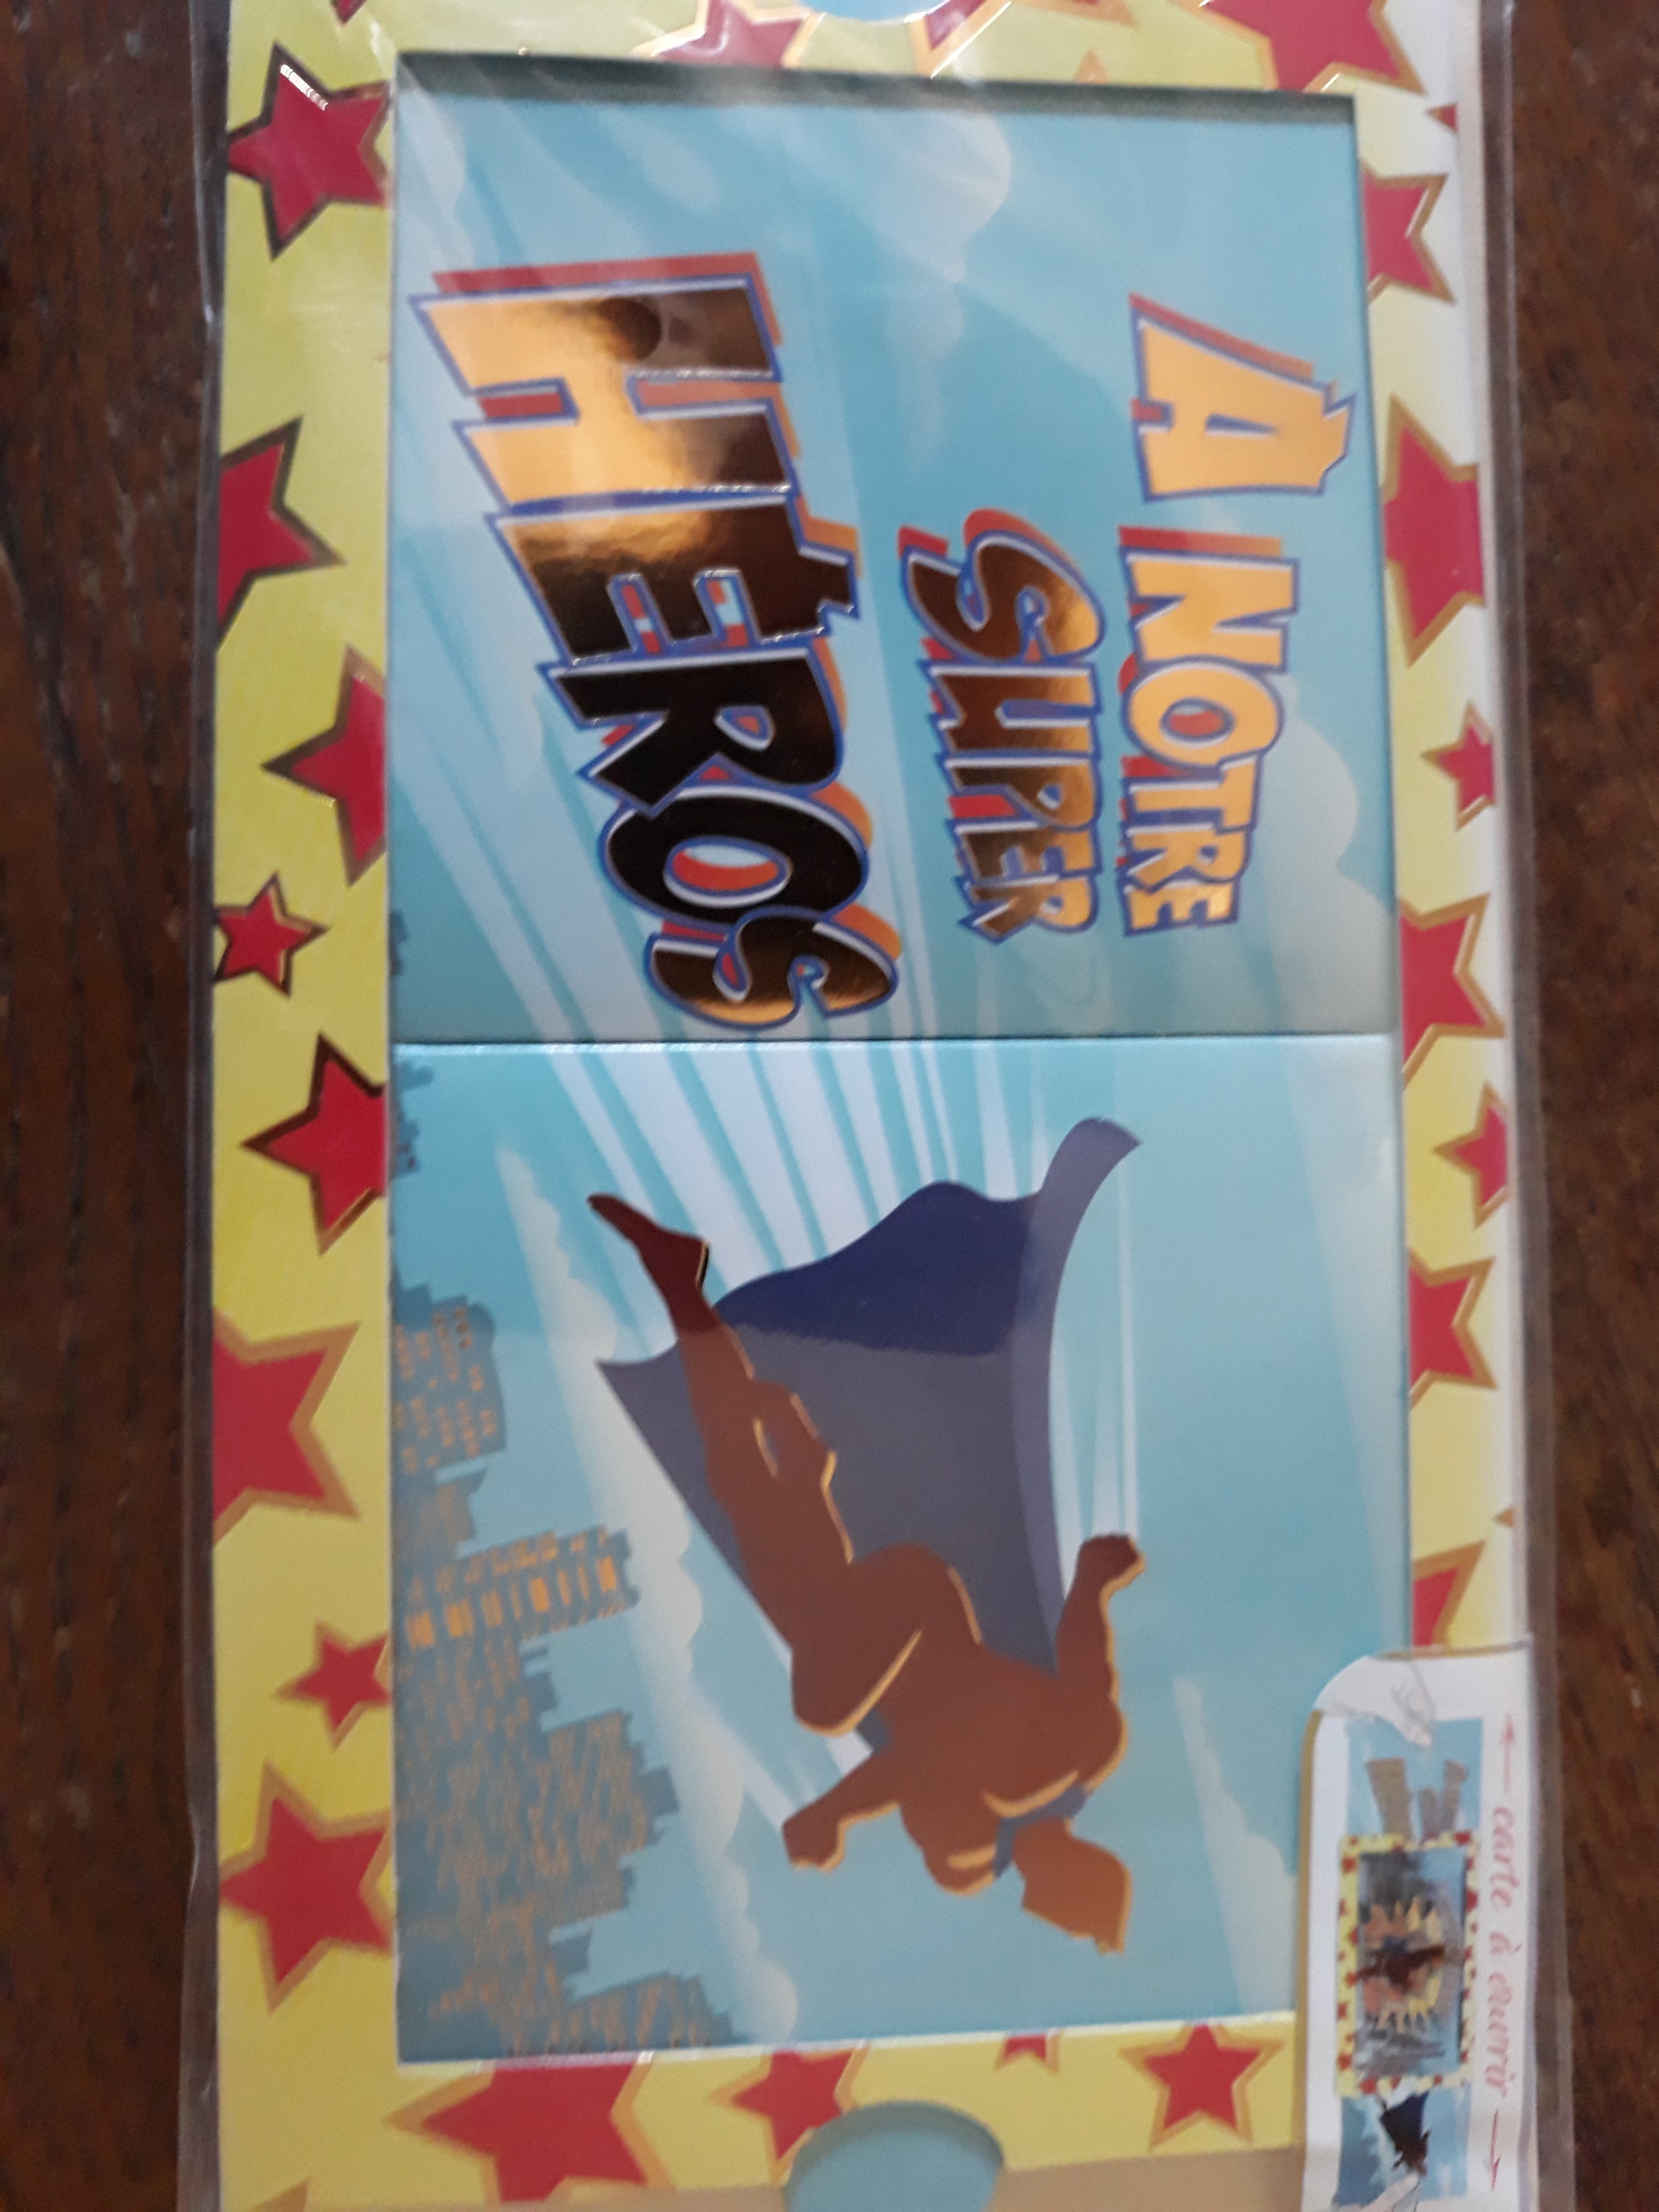 À NOTRE
SUPER
HÉROS
carte à ouvrir